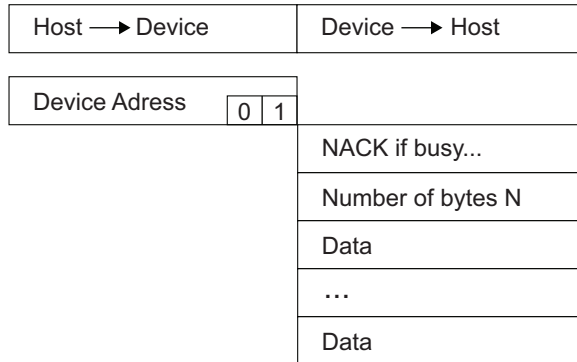 Host → Device Device → Host
Device Adress 0 1
NACK if busy...
Number of bytes N
Data
...
Data